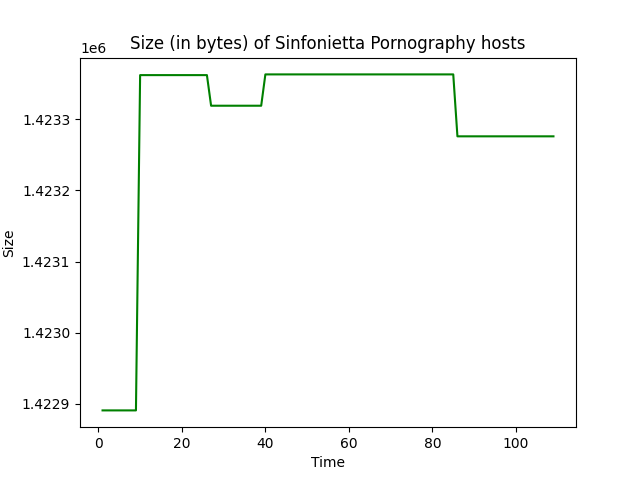 Size (in bytes) of Sinfonietta Pornography hosts
1e6
1.4233
1.4232
1.4231
1.4230
1.4229
Size
0 20 40 60 80 100
Time